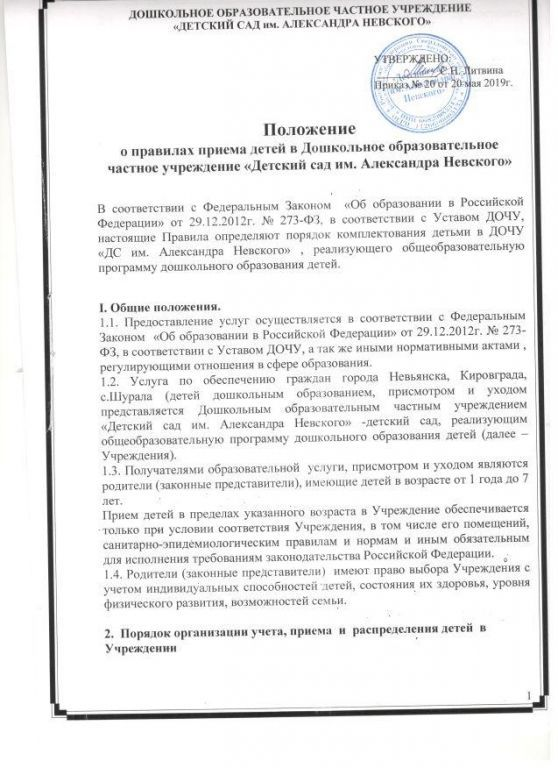 ДОШКОЛЬНОЕ ОБРАЗОВАТЕЛЬНОЕ ЧАСТНОЕ УЧРЕЖДЕНИЕ
«ДЕТСКИЙ САД им. АЛЕКСАНДРА НЕВСКОГО»
УТВЕРЖДЕНО:
С Н. Литвина
Приказ № 20 от 20 мая 2019г.
Невского»
Положение
о правилах приема детей в Дошкольное образовательное
частное учреждение «Детский сад им. Александра Невского»
В соответствии с Федеральным Законом «Об образовании в Российской
Федерации» от 29.12.2012г. № 273-ФЗ, в соответствии с Уставом ДОЧУ,
настоящие Правила определяют порядок комплектования детьми в ДОЧУ
«ДС им. Александра Невского» , реализующего общеобразовательную
программу дошкольного образования детей.
I. Общие положения.
1.1. Предоставление услуг осуществляется в соответствии с Федеральным
Законом «Об образовании в Российской Федерации» от 29.12.2012г. № 273-
ФЗ, в соответствии с Уставом ДОЧУ, а так же иными нормативными актами ,
регулирующими отношения в сфере образования.
1.2. Услуга по обеспечению граждан города Невьянска, Кировграда,
с.Шурала (детей дошкольным образованием, присмотром и уходом
представляется Дошкольным образовательным частным учреждением
«Детский сад им. Александра Невского» -детский сад, реализующим
общеобразовательную программу дошкольного образования детей (далее –
Учреждения).
1.3. Получателями образовательной услуги, присмотром и уходом являются
родители (законные представители), имеющие детей в возрасте от 1 года до 7
лет.
Прием детей в пределах указанного возраста в Учреждение обеспечивается
только при условии соответствия Учреждения, в том числе его помещений,
санитарно-эпидемиологическим правилам и нормам и иным обязательным
для исполнения требованиям законодательства Российской Федерации.
1.4. Родители (законные представители) имеют право выбора Учреждения с
учетом индивидуальных способностей детей, состояния их здоровья, уровня
физического развития, возможностей семьи.
2. Порядок организации учета, приема и распределения детей в
Учреждении
1